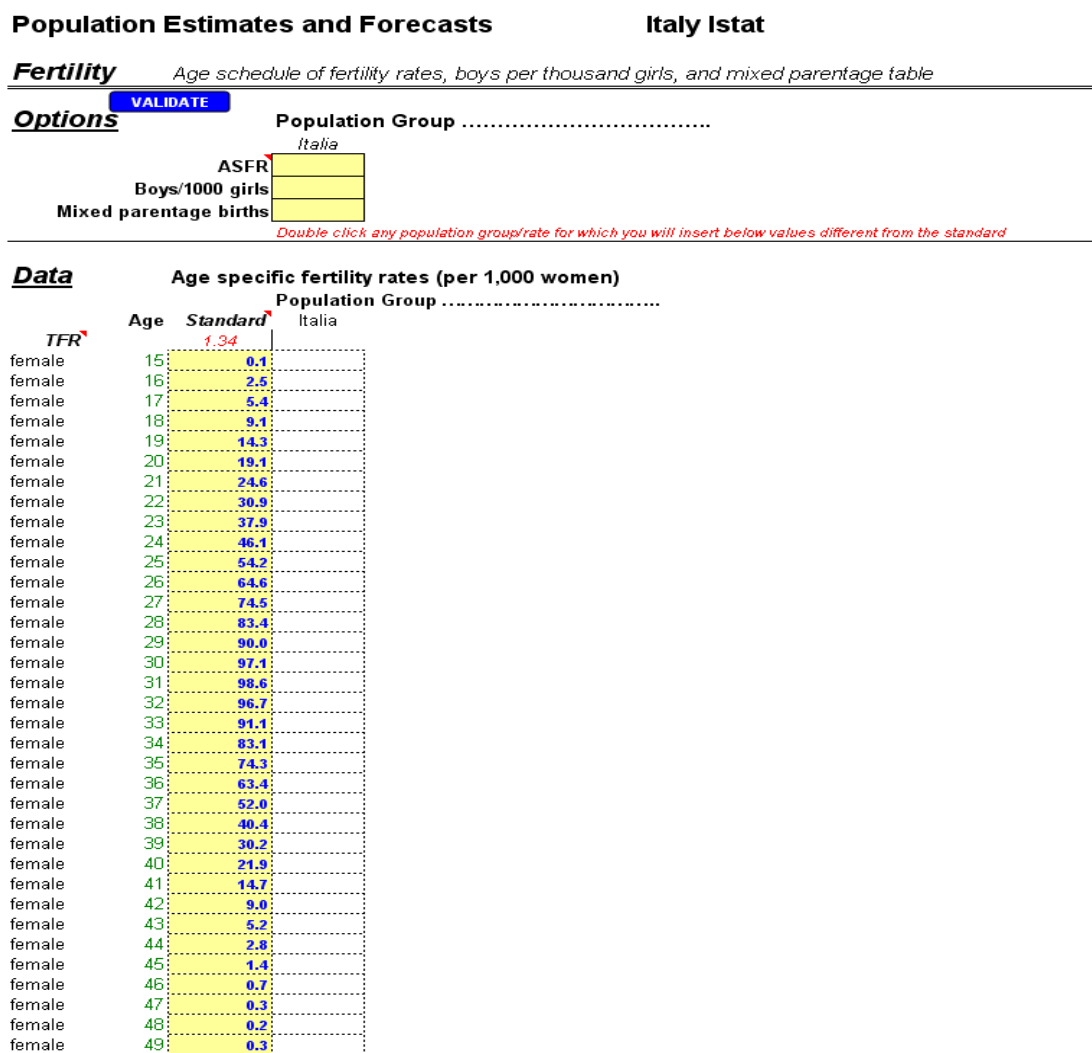 Population Estimates and Forecasts Italy Istat
Fertility Age schedule of fertility rates, boys per thousand girls, and mixed parentage table
VALIDATE
Options Population Group ……………………………..
Italia
ASFR
Boys/1000 girls
Mixed parentage births
Double click any population group/rate for which you will insert below values different from the standard
Data Age specific fertility rates (per 1,000 women)
Population Group ……………………………..
Age Standard Italia
TFR 1.34
female 15 0.1
female 16 2.5
female 17 5.4
female 18 9.1
female 19 14.3
female 20 19.1
female 21 24.6
female 22 30.9
female 23 37.9
female 24 46.1
female 25 54.2
female 26 64.6
female 27 74.5
female 28 83.4
female 29 90.0
female 30 97.1
female 31 98.6
female 32 96.7
female 33 91.1
female 34 83.1
female 35 74.3
female 36 63.4
female 37 52.0
female 38 40.4
female 39 30.2
female 40 21.9
female 41 14.7
female 42 9.0
female 43 5.2
female 44 2.8
female 45 1.4
female 46 0.7
female 47 0.3
female 48 0.2
female 49 0.3